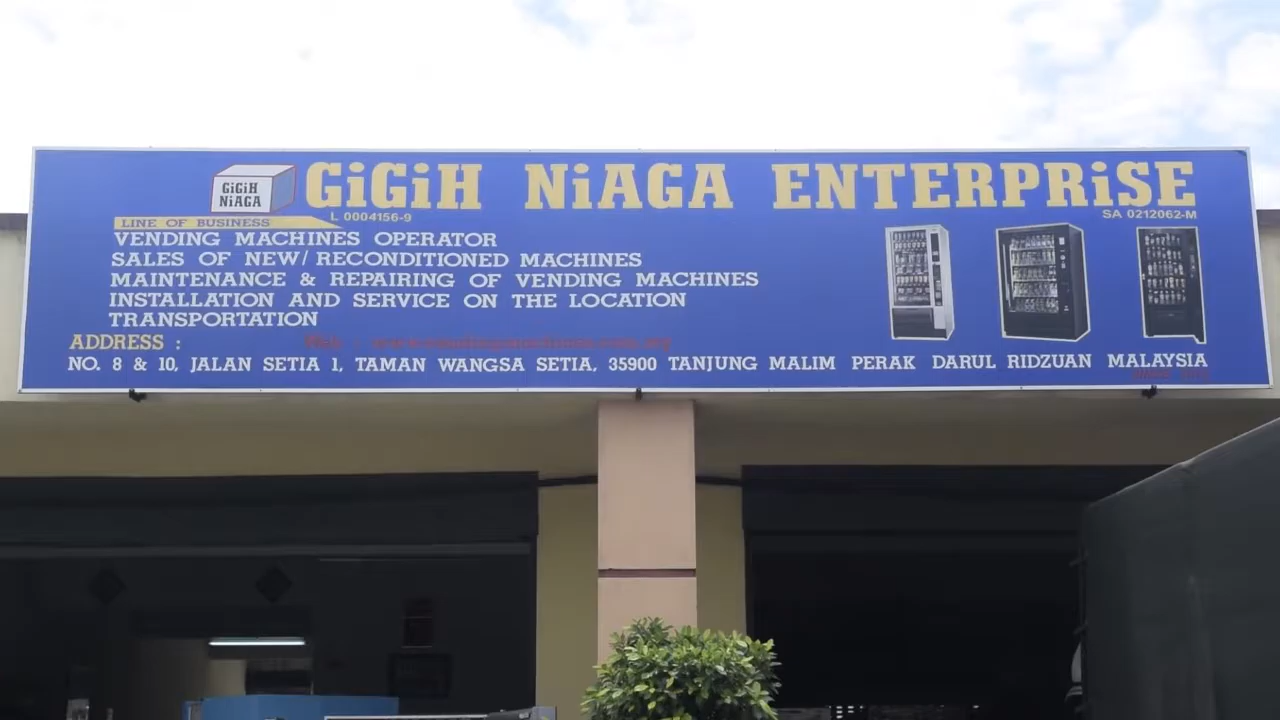 GiGiH
NiAGA
GiGiH NiAGA ENTERPRiSE
L 0004156-9
SA 0212062-M
LINE OF BUSINESS
VENDING MACHINES OPERATOR
SALES OF NEW/ RECONDITIONED MACHINES
MAINTENANCE & REPAIRING OF VENDING MACHINES
INSTALLATION AND SERVICE ON THE LOCATION
TRANSPORTATION
ADDRESS :
NO. 8 & 10, JALAN SETIA 1, TAMAN WANGSA SETIA, 35900 TANJUNG MALIM PERAK DARUL RIDZUAN MALAYSIA